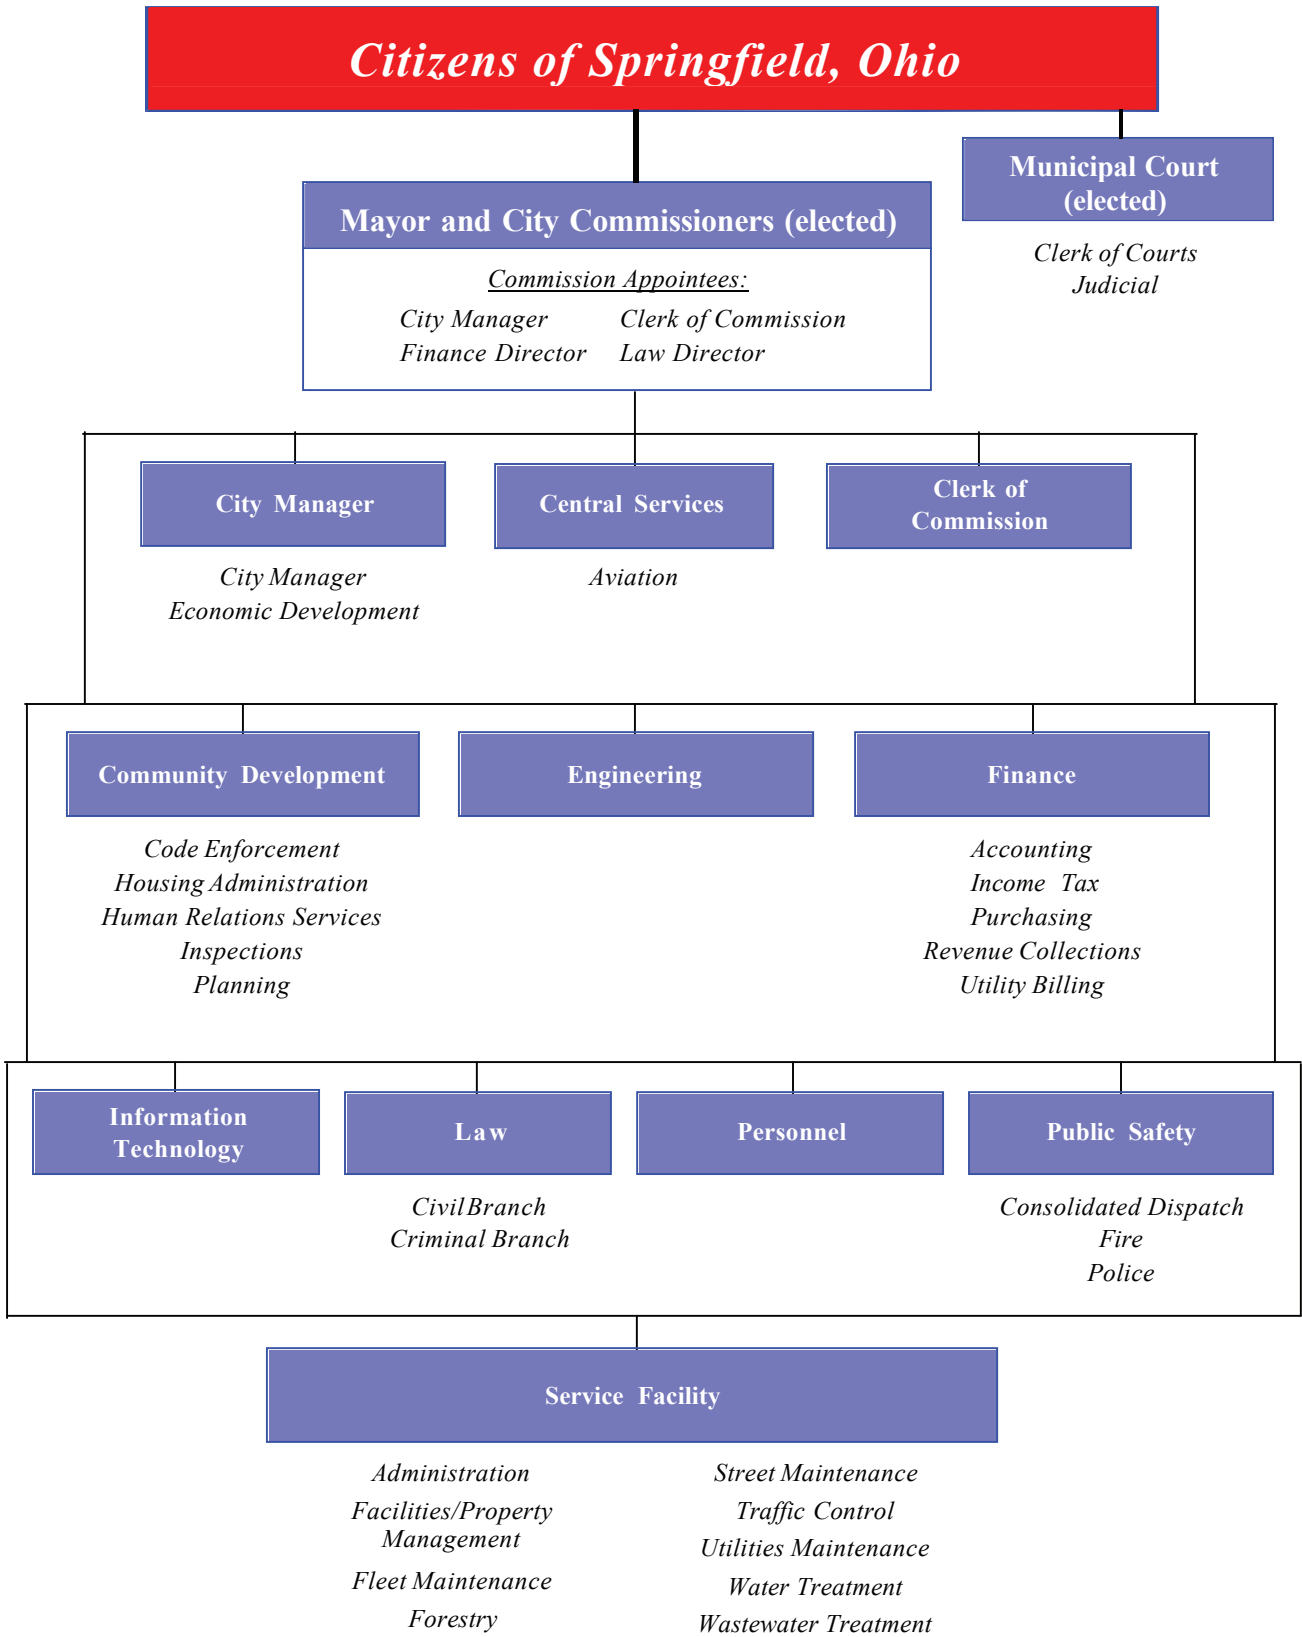 Citizens of Springfield, Ohio
Municipal Court
(elected)
Clerk of Courts
Judicial
Mayor and City Commissioners (elected)
Commission Appointees:
City Manager Clerk of Commission
Finance Director Law Director
City Manager
City Manager
Economic Development
Central Services
Aviation
Clerk of
Commission
Community Development
Code Enforcement
Housing Administration
Human Relations Services
Inspections
Planning
Engineering
Finance
Accounting
Income Tax
Purchasing
Revenue Collections
Utility Billing
Information
Technology
Law
Civil Branch
Criminal Branch
Personnel
Public Safety
Consolidated Dispatch
Fire
Police
Service Facility
Administration
Facilities/Property
Management
Fleet Maintenance
Forestry
Street Maintenance
Traffic Control
Utilities Maintenance
Water Treatment
Wastewater Treatment